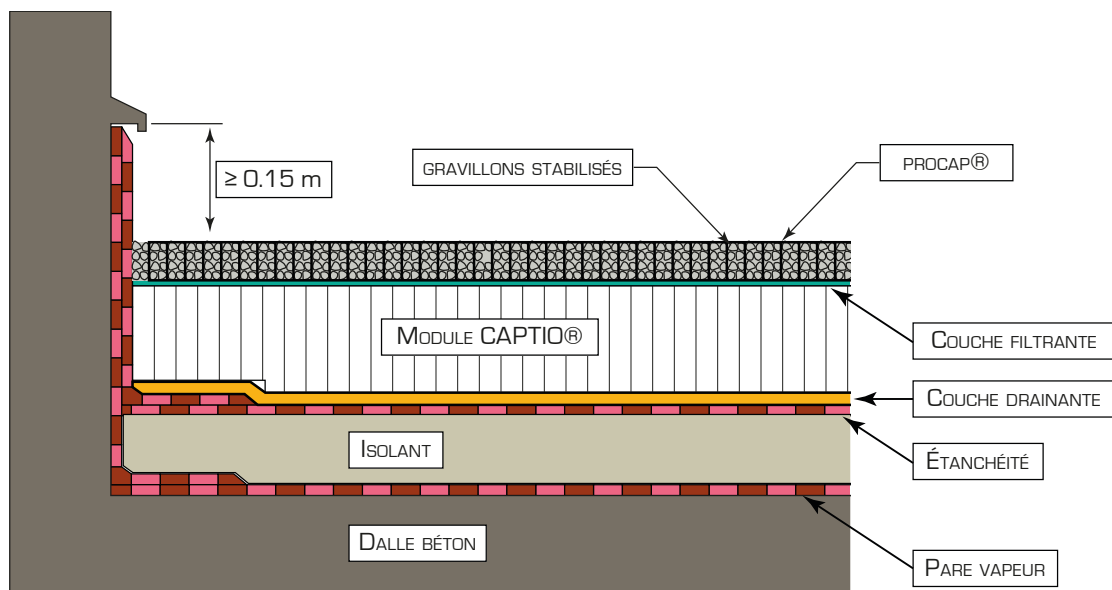 ≥ 0.15 m
GRAVILLONS STABILISÉS
PROCAP®
MODULE CAPTIO®
COUCHE FILTRANTE
COUCHE DRAINANTE
ISOLANT
ÉTANCHÉITÉ
DALLE BÉTON
PARE VAPEUR